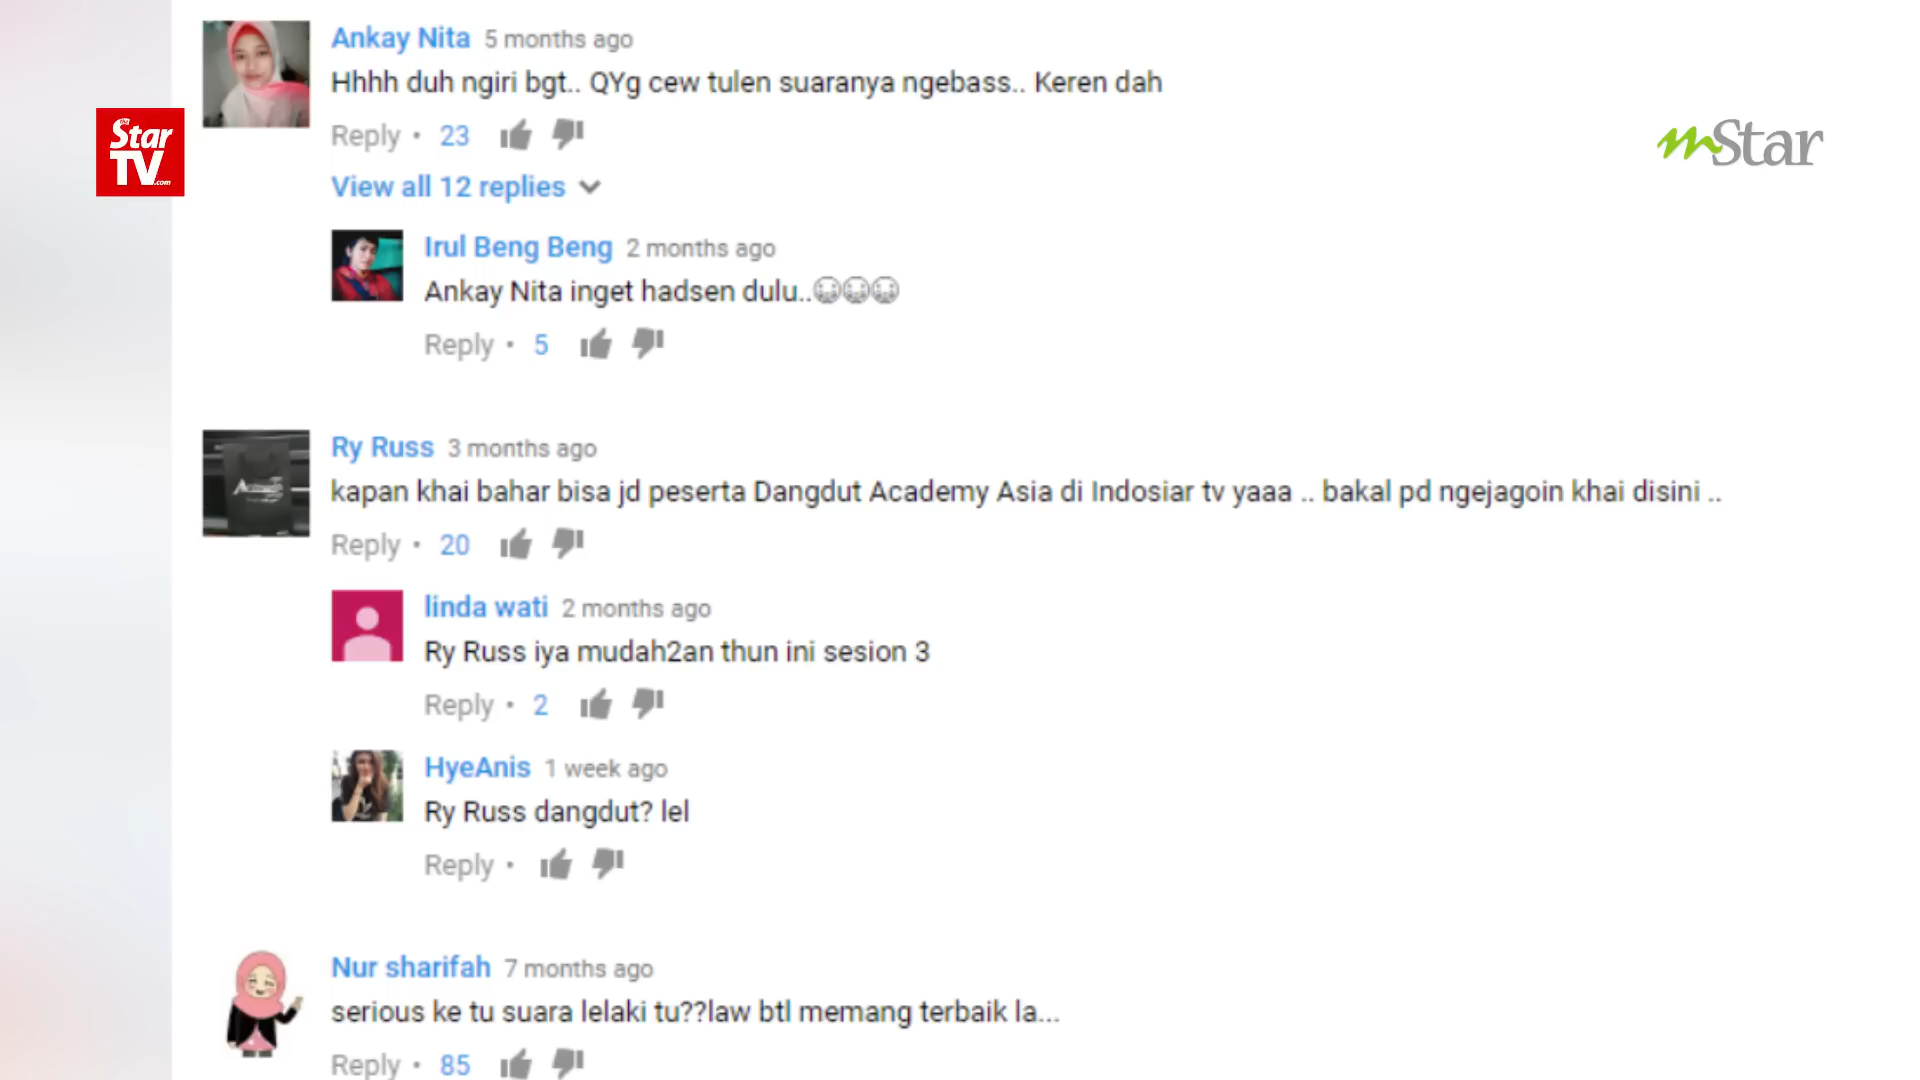 Ankay Nita 5 months ago
Hhhh duh ngiri bgt.. QYg cew tulen suaranya ngebass.. Keren dah
the Star TV.com
mStar
Reply • 23
View all 12 replies
Irul Beng Beng 2 months ago
Ankay Nita inget hadsen dulu..
Reply • 5
Ry Russ 3 months ago
kapan khai bahar bisa jd peserta Dangdut Academy Asia di Indosiar tv yaaa .. bakal pd ngejagoin khai disini ..
Reply • 20
linda wati 2 months ago
Ry Russ iya mudah2an thun ini sesion 3
Reply • 2
HyeAnis 1 week ago
Ry Russ dangdut? lel
Reply •
Nur sharifah 7 months ago
serious ke tu suara lelaki tu??law btl memang terbaik la...
Reply • 85